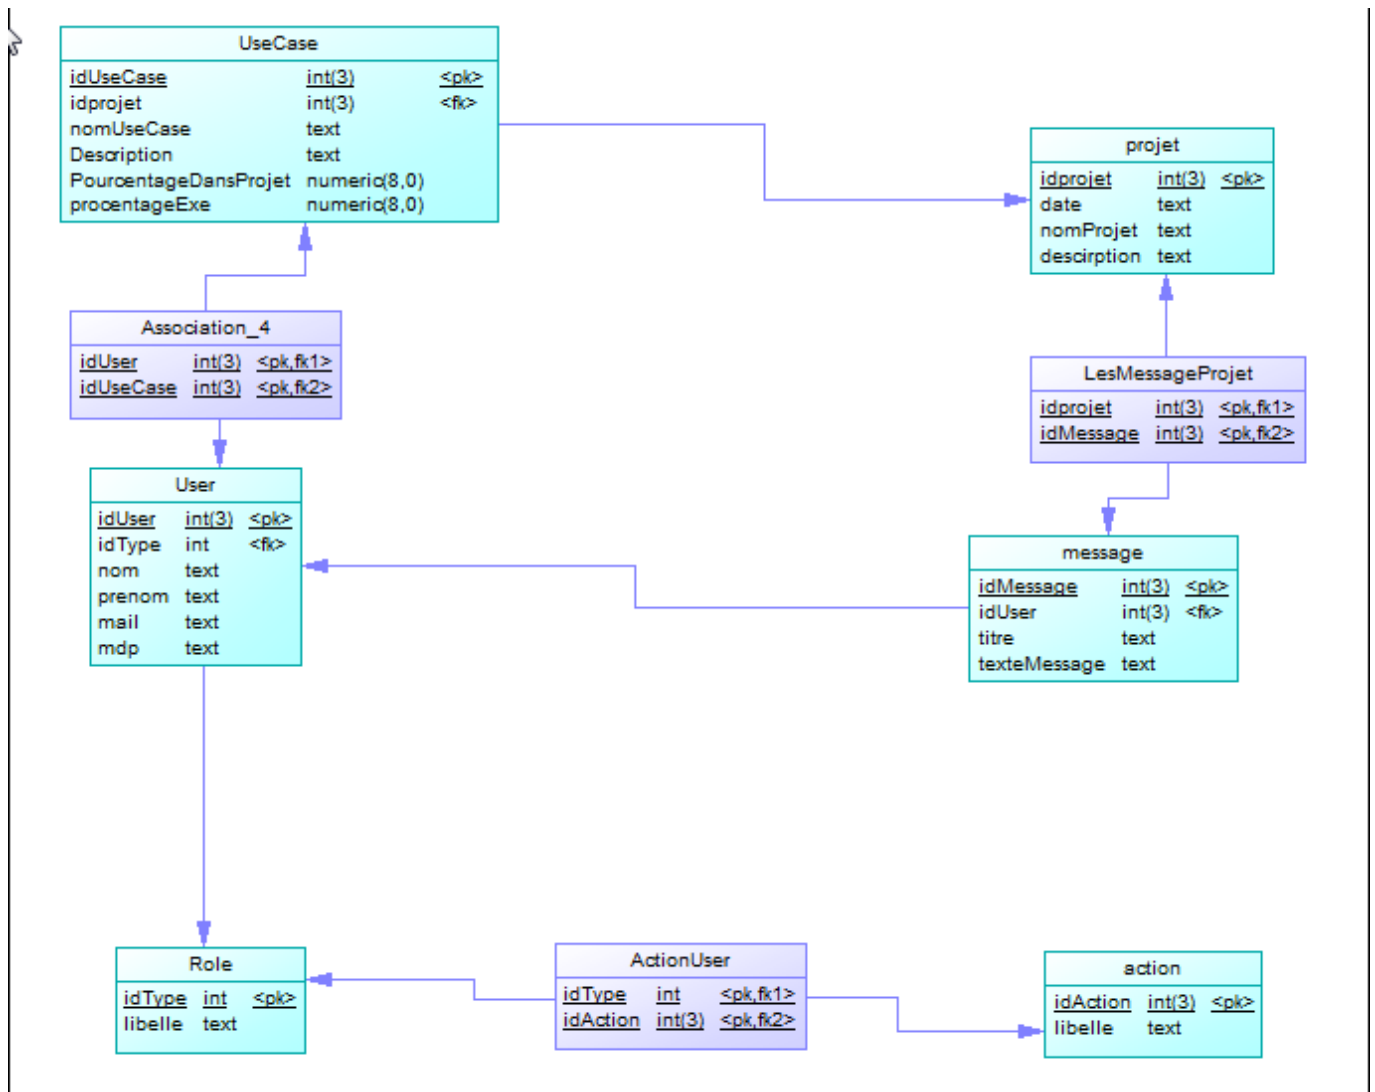 UseCase
idUseCase int(3) <pk>
idprojet int(3) <fk>
nomUseCase text
Description text
PourcentageDansProjet numeric(8,0)
procentageExe numeric(8,0)
projet
idprojet int(3) <pk>
date text
nomProjet text
descirption text
Association_4
idUser int(3) <pk,fk1>
idUseCase int(3) <pk,fk2>
LesMessageProjet
idprojet int(3) <pk,fk1>
idMessage int(3) <pk,fk2>
User
idUser int(3) <pk>
idType int <fk>
nom text
prenom text
mail text
mdp text
message
idMessage int(3) <pk>
idUser int(3) <fk>
titre text
texteMessage text
Role
idType int <pk>
libelle text
ActionUser
idType int <pk,fk1>
idAction int(3) <pk,fk2>
action
idAction int(3) <pk>
libelle text